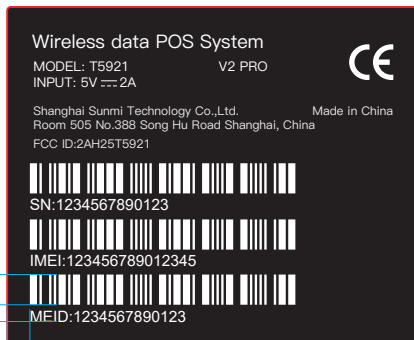 Wireless data POS System
MODEL: T5921 V2 PRO
INPUT: 5V⎓2A
CE
Shanghai Sunmi Technology Co.,Ltd. Made in China
Room 505 No.388 Song Hu Road Shanghai, China
FCC ID:2AH25T5921
SN:1234567890123
IMEI:123456789012345
MEID:1234567890123